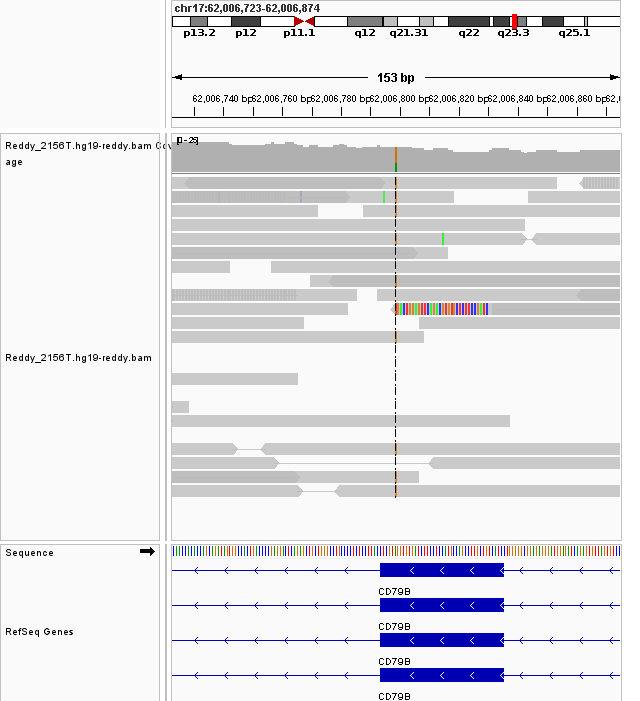 chr17:62,006,723-62,006,874
p13.2 p12 p11.1 q12 q21.31 q22 q23.3 q25.1
153 bp
62,006,740 bp 62,006,760 bp 62,006,780 bp 62,006,800 bp 62,006,820 bp 62,006,840 bp 62,006,860 bp
Reddy_2156T.hg19-reddy.bam Cov
age
Reddy_2156T.hg19-reddy.bam
Sequence
CD79B
CD79B
RefSeq Genes
CD79B
CD79B